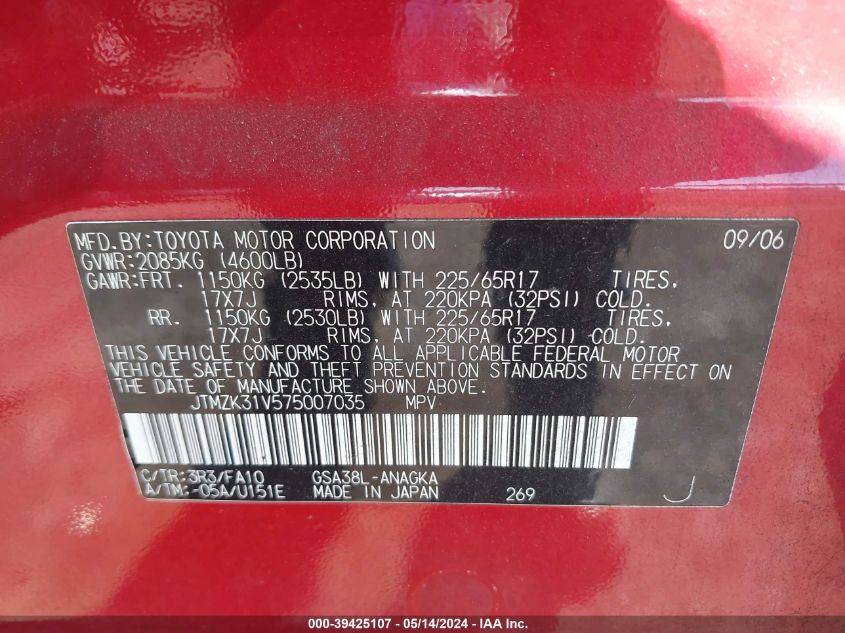 MFD.BY:TOYOTA MOTOR CORPORATION 09/06
GVWR:2085KG (4600LB)
GAWR:FRT. 1150KG (2535LB) WITH 225/65R17 TIRES,
17X7J RIMS, AT 220KPA (32PSI) COLD.
RR. 1150KG (2530LB) WITH 225/65R17 TIRES,
17X7J RIMS, AT 220KPA (32PSI) COLD.
THIS VEHICLE CONFORMS TO ALL APPLICABLE FEDERAL MOTOR
VEHICLE SAFETY AND THEFT PREVENTION STANDARDS IN EFFECT ON
THE DATE OF MANUFACTURE SHOWN ABOVE.
JTMZK31V575007035 MPV
C/TR:3R3/FA10 GSA38L-ANAGKA
A/TM:-05A/U151E MADE IN JAPAN 269 J
000-39425107 - 05/14/2024 - IAA Inc.